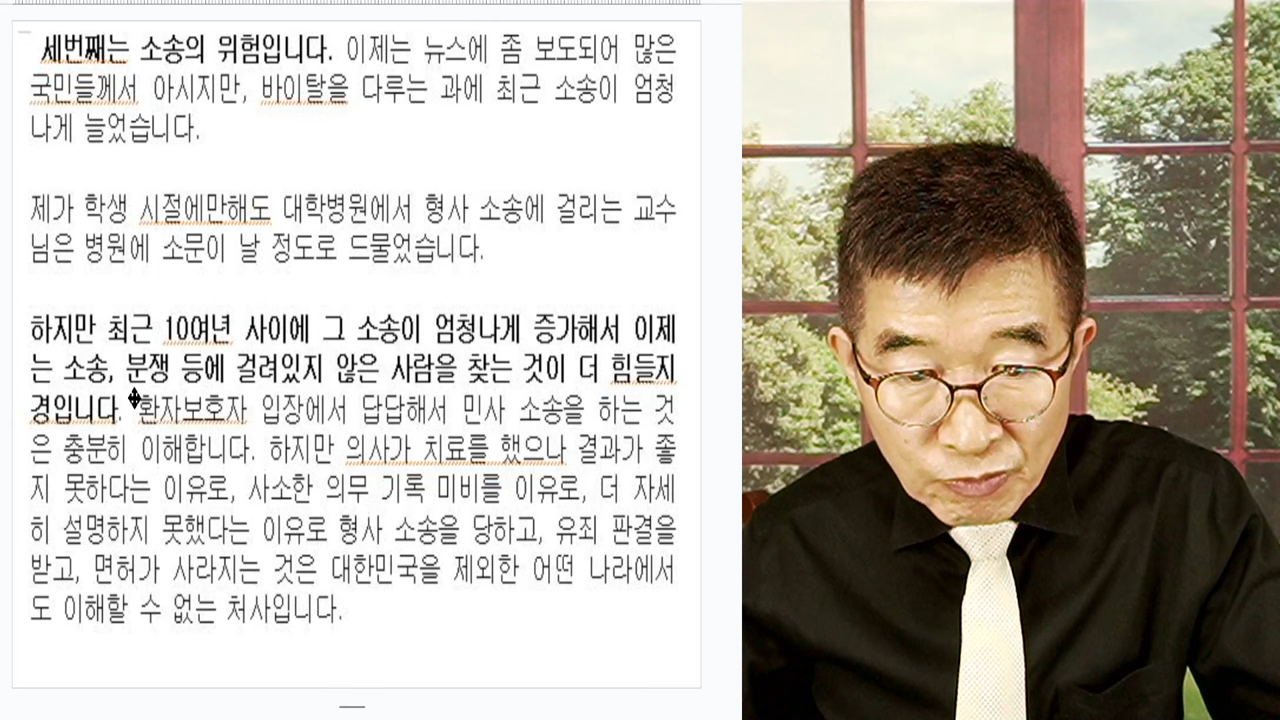 세번째는 소송의 위험입니다. 이제는 뉴스에 좀 보도되어 많은
국민들께서 아시지만, 바이탈을 다루는 과에 최근 소송이 엄청
나게 늘었습니다.
제가 학생 시절에만해도 대학병원에서 형사 소송에 걸리는 교수
님은 병원에 소문이 날 정도로 드물었습니다.
하지만 최근 10여년 사이에 그 소송이 엄청나게 증가해서 이제
는 소송, 분쟁 등에 걸려있지 않은 사람을 찾는 것이 더 힘들지
경입니다. 환자보호자 입장에서 답답해서 민사 소송을 하는 것
은 충분히 이해합니다. 하지만 의사가 치료를 했으나 결과가 좋
지 못하다는 이유로, 사소한 의무 기록 미비를 이유로, 더 자세
히 설명하지 못했다는 이유로 형사 소송을 당하고, 유죄 판결을
받고, 면허가 사라지는 것은 대한민국을 제외한 어떤 나라에서
도 이해할 수 없는 처사입니다.